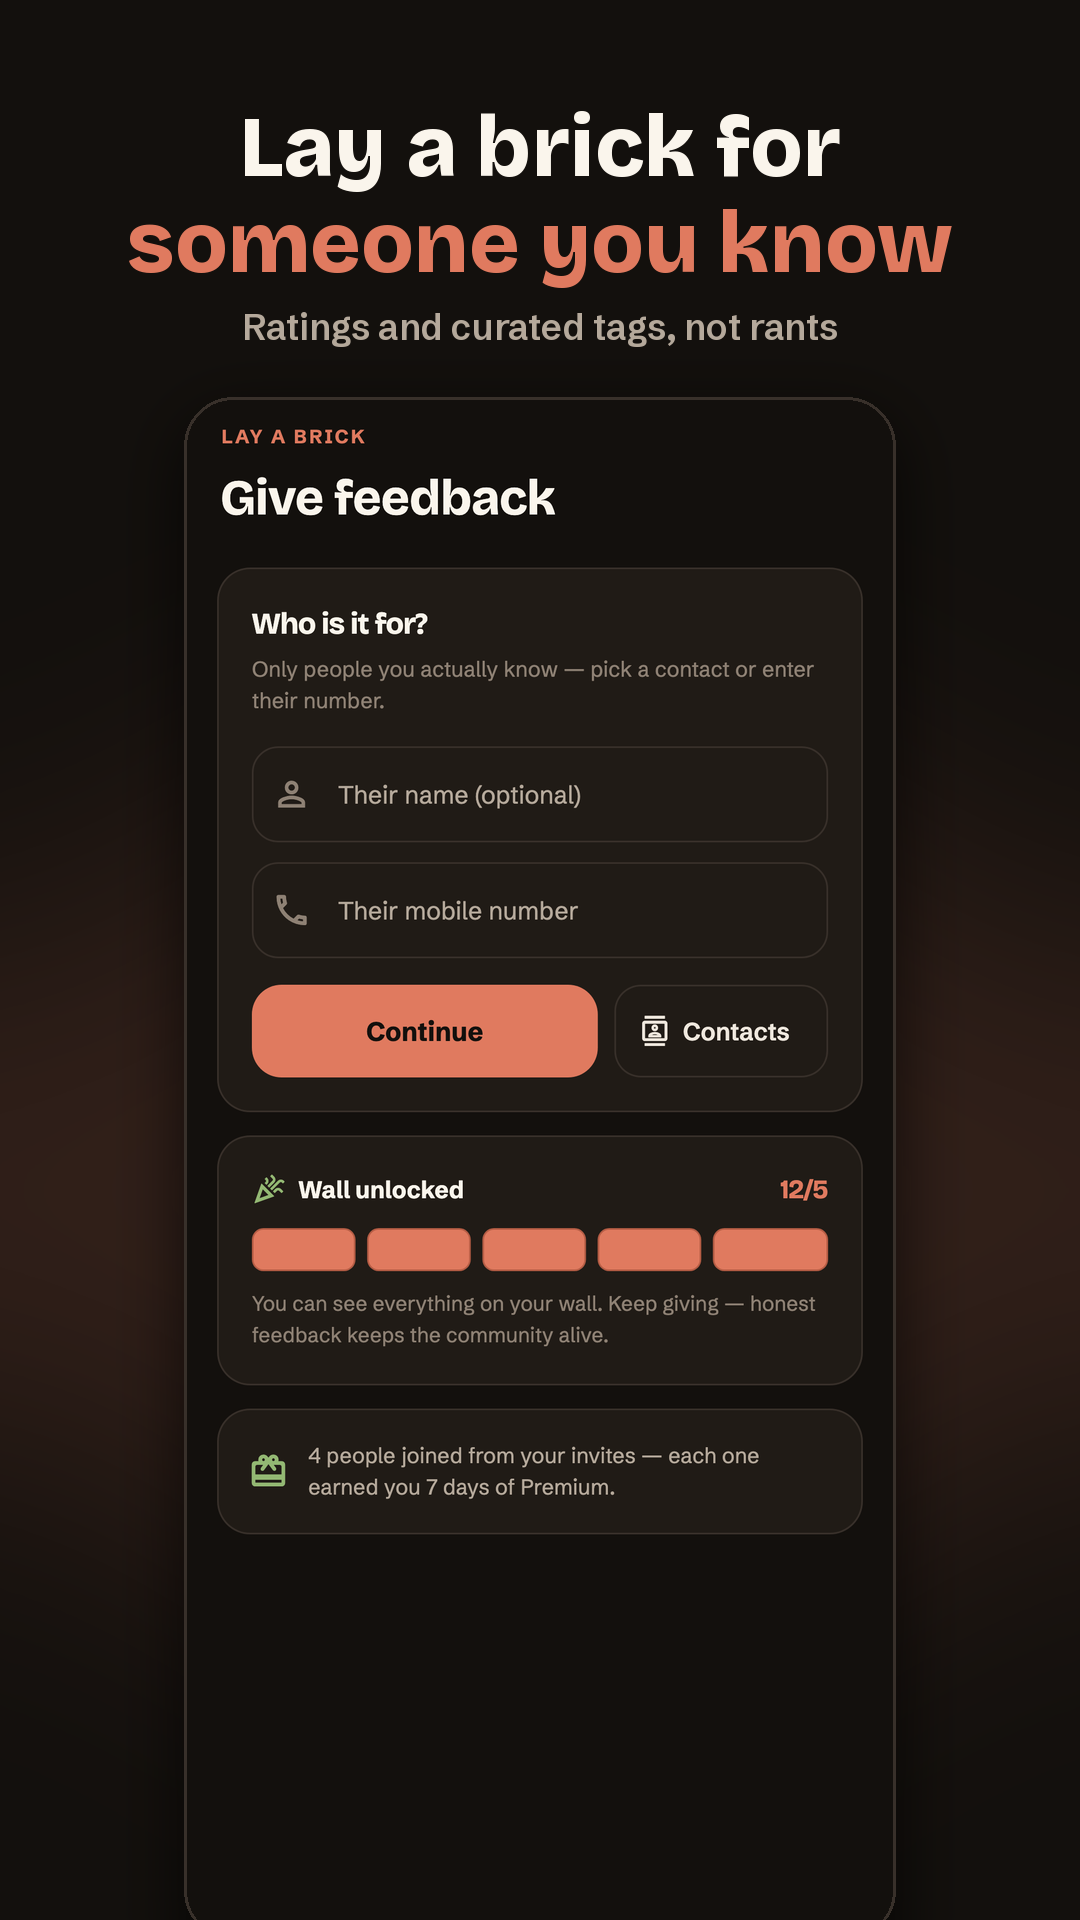 Lay a brick for
someone you know
Ratings and curated tags, not rants
LAY A BRICK
Give feedback
Who is it for?
Only people you actually know — pick a contact or enter
their number.
Their name (optional)
Their mobile number
Continue
Contacts
Wall unlocked
12/5
You can see everything on your wall. Keep giving — honest
feedback keeps the community alive.
4 people joined from your invites — each one
earned you 7 days of Premium.